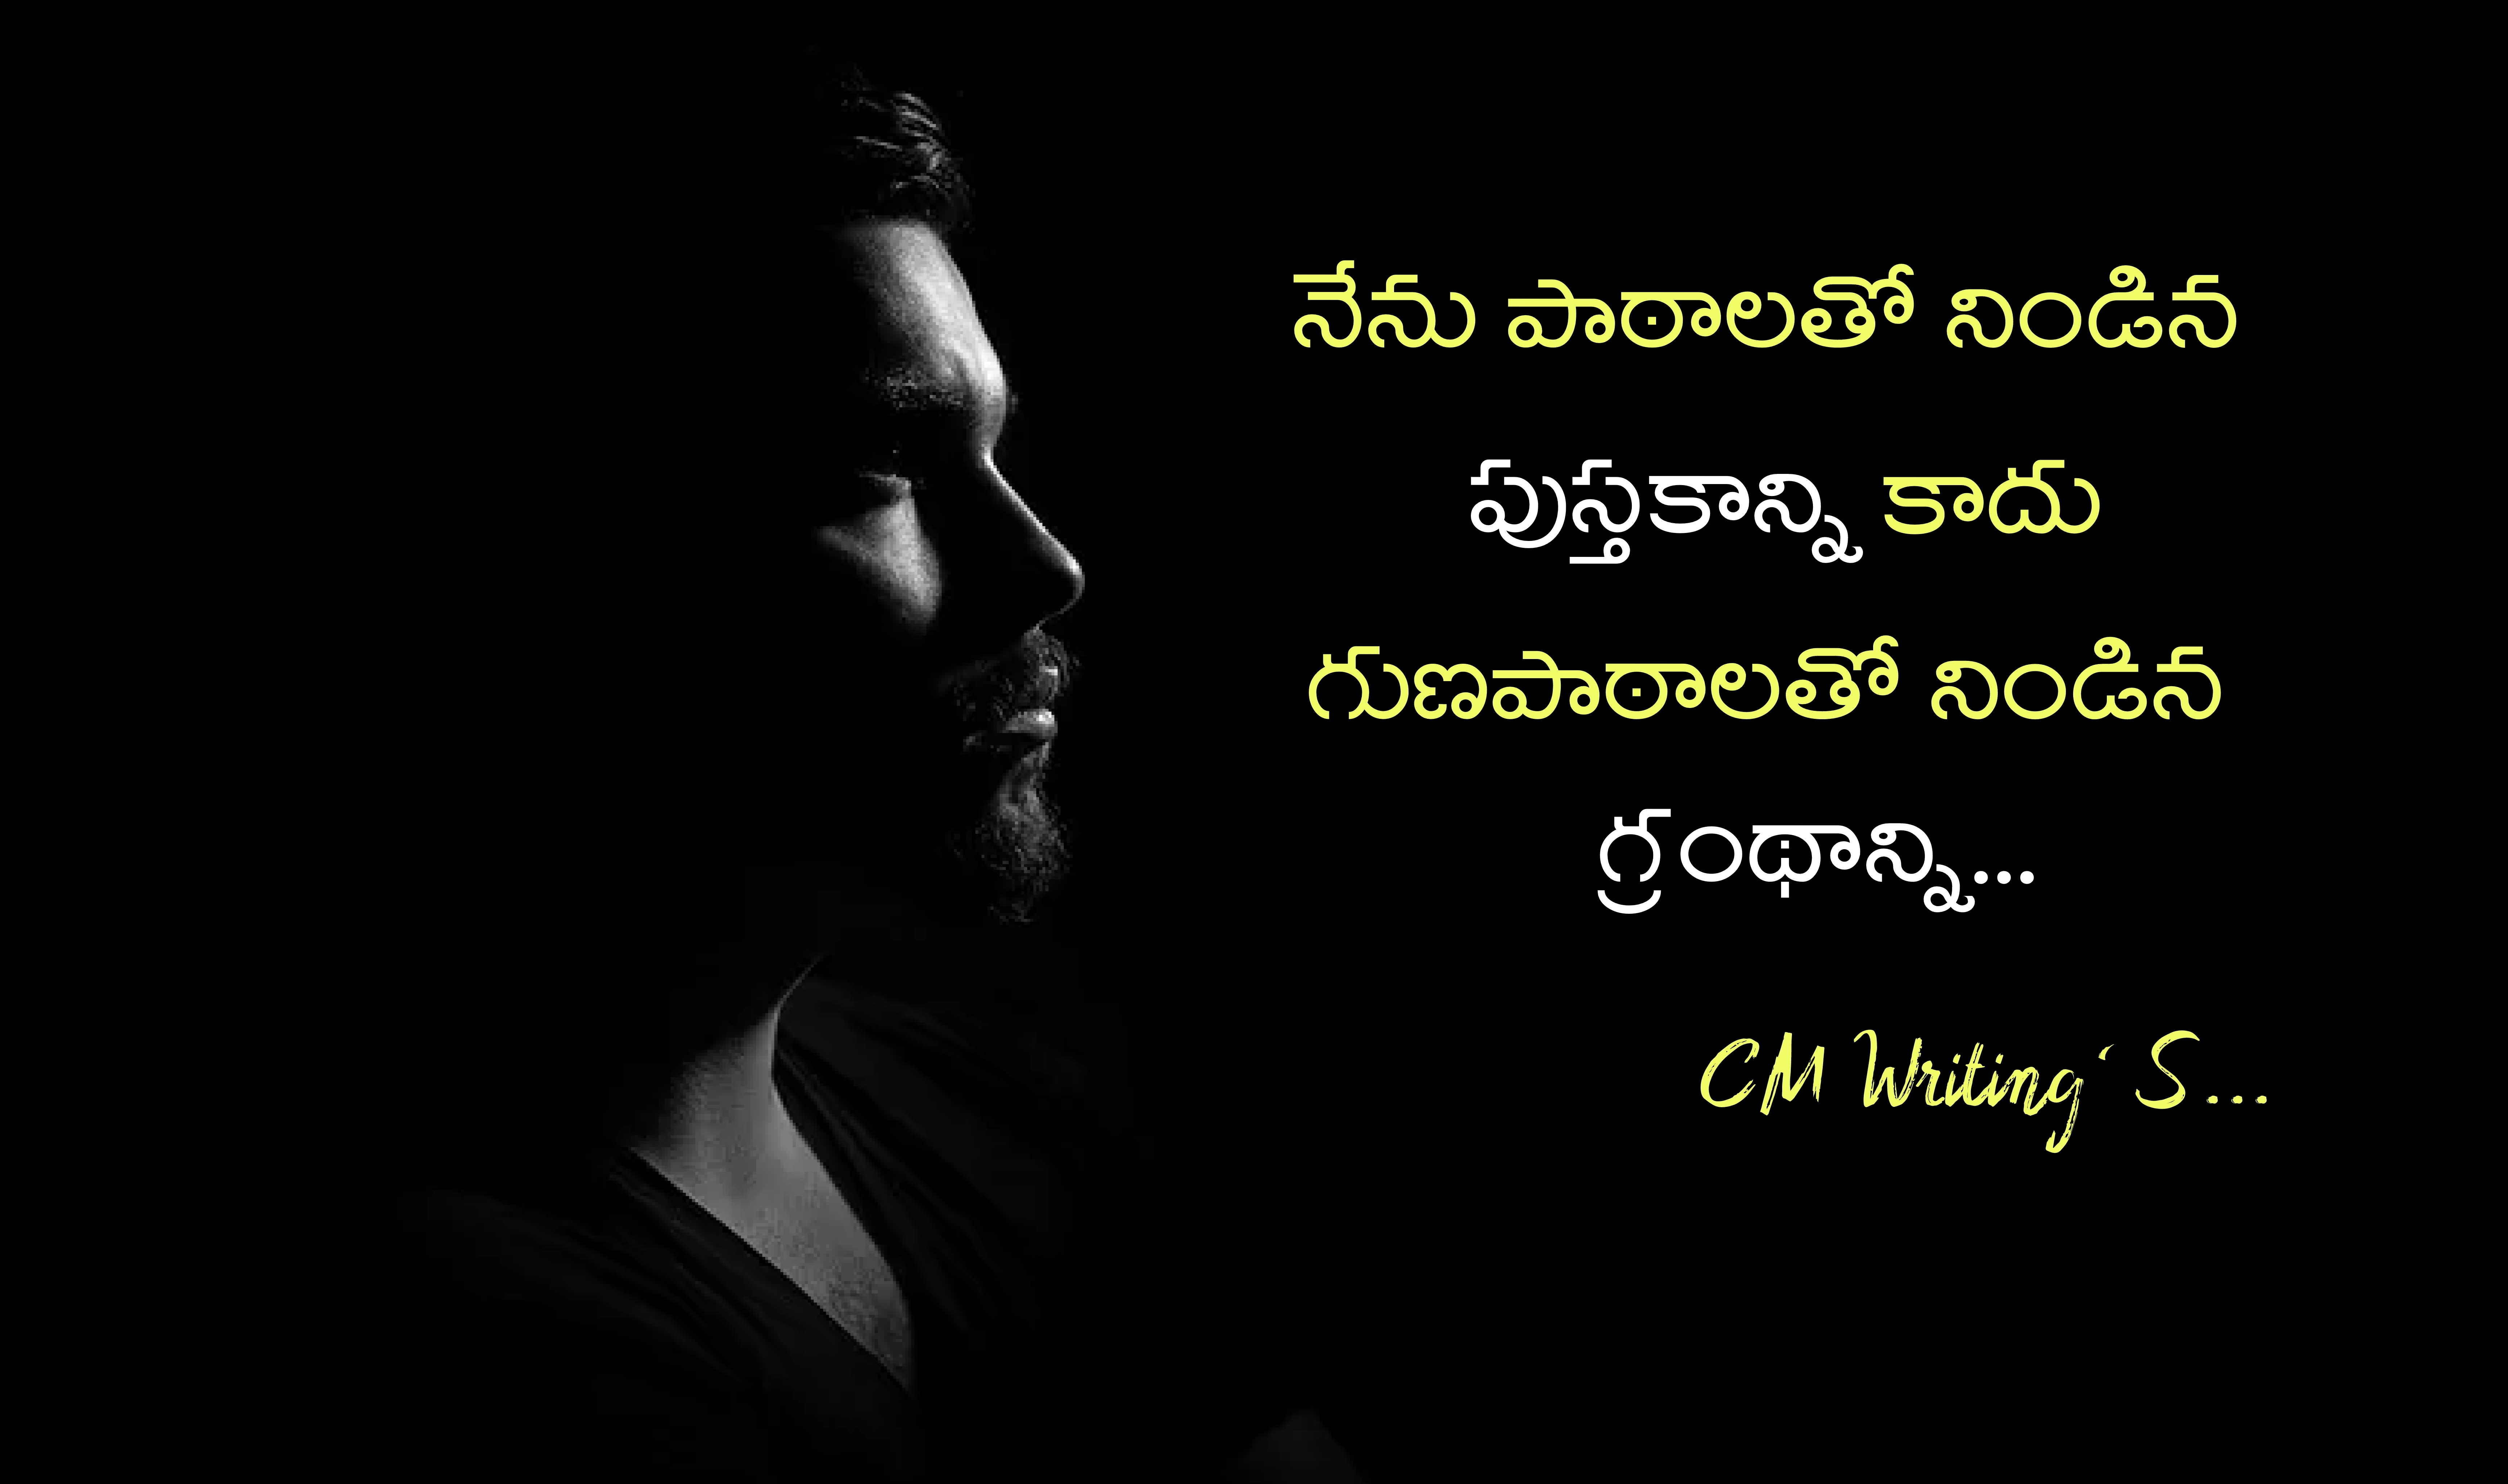 నేను పాఠాలతో నిండిన
పుస్తకాన్ని కాదు
గుణపాఠాలతో నిండిన
గ్రంథాన్ని...
CM Writing ' S ...